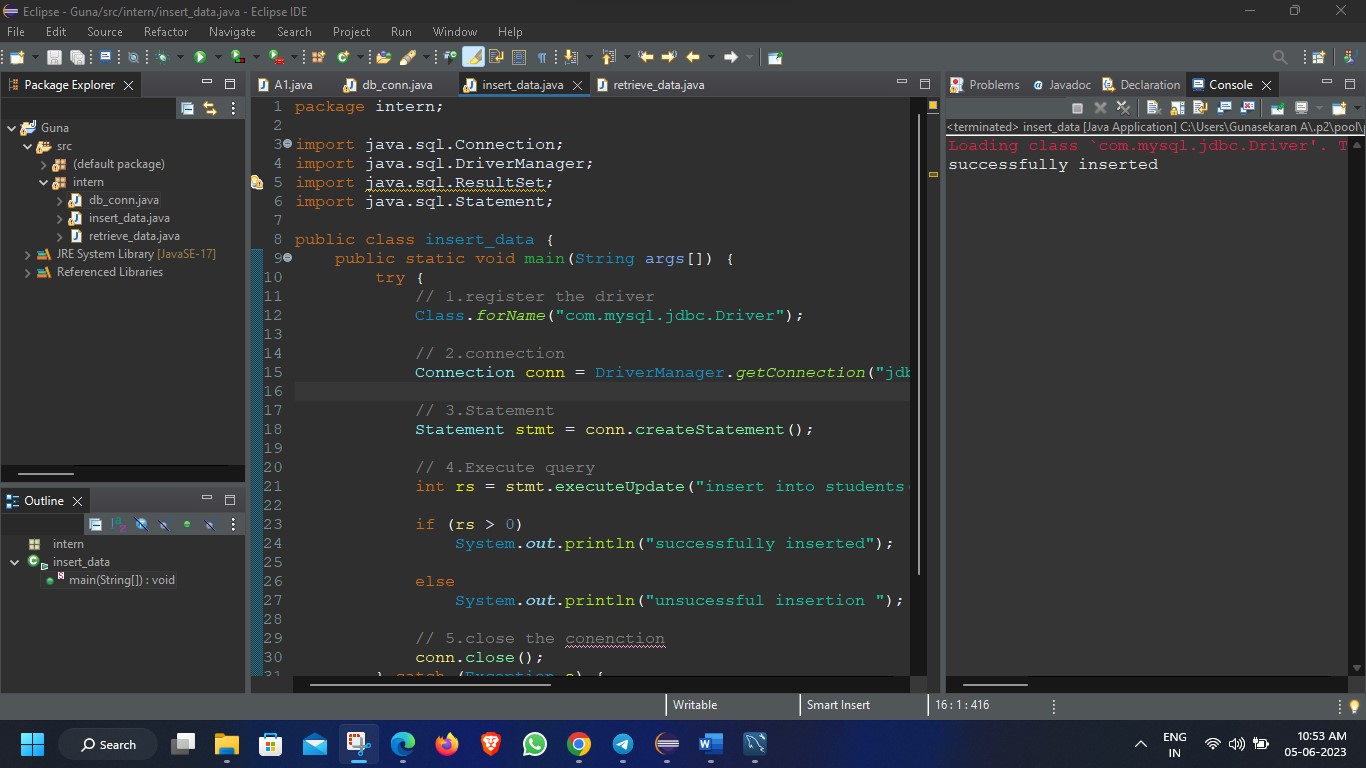 Eclipse - Guna/src/intern/insert_data.java - Eclipse IDE
File Edit Source Refactor Navigate Search Project Run Window Help
Package Explorer
Guna
src
(default package)
intern
db_conn.java
insert_data.java
retrieve_data.java
JRE System Library [JavaSE-17]
Referenced Libraries
Outline
intern
insert_data
main(String[]) : void
A1.java db_conn.java insert_data.java retrieve_data.java
1 package intern;
2
3 import java.sql.Connection;
4 import java.sql.DriverManager;
5 import java.sql.ResultSet;
6 import java.sql.Statement;
7
8 public class insert_data {
9 public static void main(String args[]) {
10 try {
11 // 1.register the driver
12 Class.forName("com.mysql.jdbc.Driver");
13
14 // 2.connection
15 Connection conn = DriverManager.getConnection("jdb
16
17 // 3.Statement
18 Statement stmt = conn.createStatement();
19
20 // 4.Execute query
21 int rs = stmt.executeUpdate("insert into students
22
23 if (rs > 0)
24 System.out.println("successfully inserted");
25
26 else
27 System.out.println("unsucessful insertion ");
28
29 // 5.close the conenction
30 conn.close();
31 } catch (Exception e) {
Problems Javadoc Declaration Console
<terminated> insert_data [Java Application] C:\Users\Gunasekaran A\.p2\pool\p
Loading class `com.mysql.jdbc.Driver'. T
successfully inserted
Writable Smart Insert 16 : 1 : 416
Search
ENG
IN
10:53 AM
05-06-2023